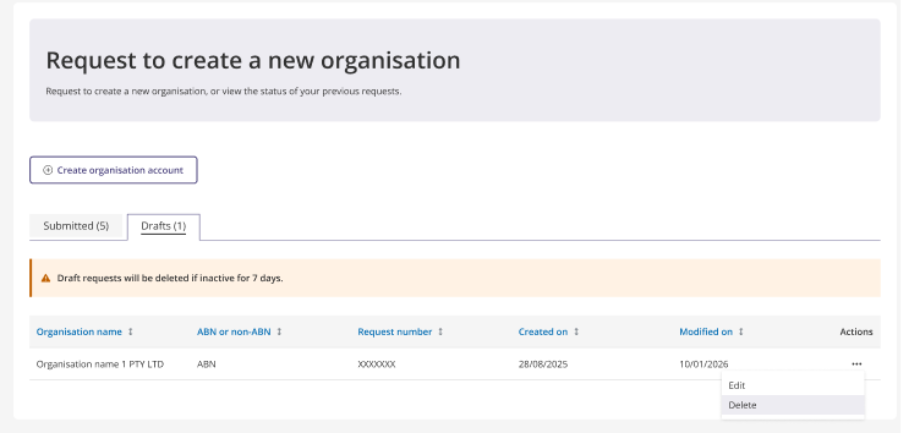 Request to create a new organisation
Request to create a new organisation, or view the status of your previous requests.
Create organisation account
Submitted (5) Drafts (1)
Draft requests will be deleted if inactive for 7 days.
Organisation name ABN or non-ABN Request number Created on Modified on Actions
Organisation name 1 PTY LTD ABN XXXXXXX 28/08/2025 10/01/2026 ...
Edit
Delete